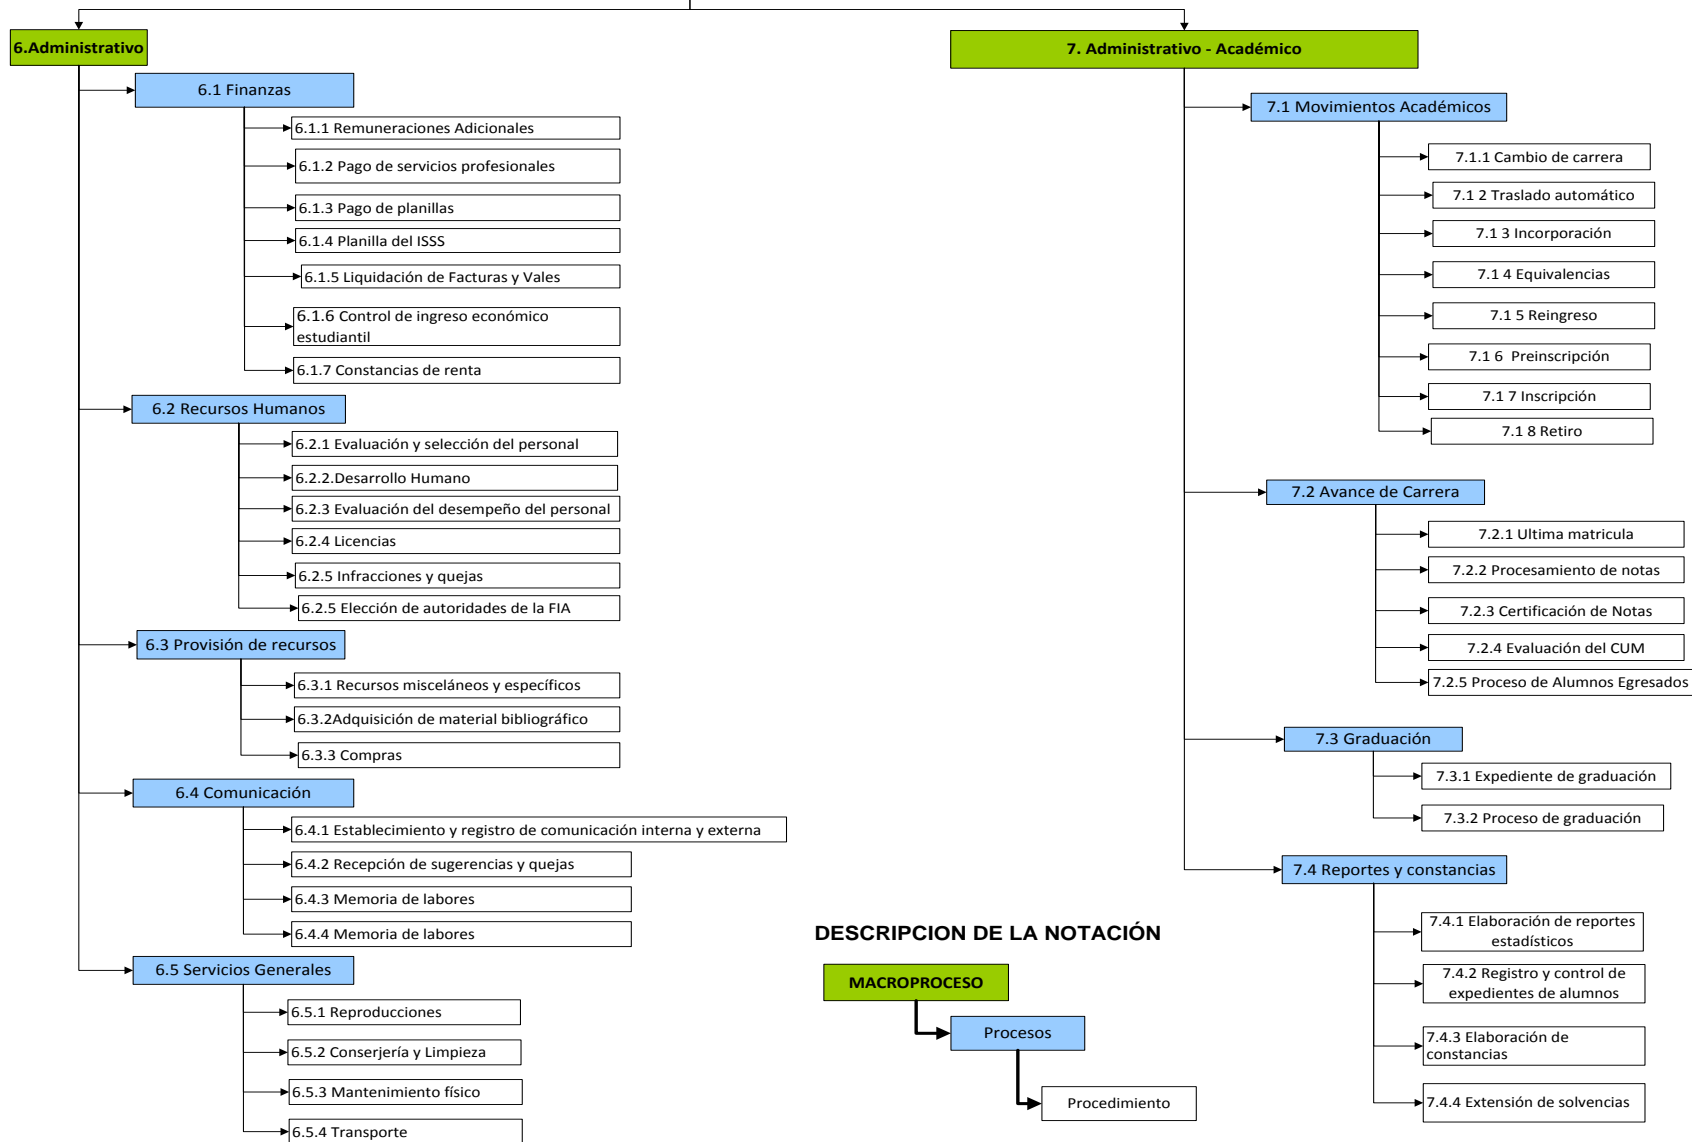 6.Administrativo
6.1 Finanzas
6.1.1 Remuneraciones Adicionales
6.1.2 Pago de servicios profesionales
6.1.3 Pago de planillas
6.1.4 Planilla del ISSS
6.1.5 Liquidación de Facturas y Vales
6.1.6 Control de ingreso económico
estudiantil
6.1.7 Constancias de renta
6.2 Recursos Humanos
6.2.1 Evaluación y selección del personal
6.2.2.Desarrollo Humano
6.2.3 Evaluación del desempeño del personal
6.2.4 Licencias
6.2.5 Infracciones y quejas
6.2.5 Elección de autoridades de la FIA
6.3 Provisión de recursos
6.3.1 Recursos misceláneos y específicos
6.3.2Adquisición de material bibliográfico
6.3.3 Compras
6.4 Comunicación
6.4.1 Establecimiento y registro de comunicación interna y externa
6.4.2 Recepción de sugerencias y quejas
6.4.3 Memoria de labores
6.4.4 Memoria de labores
6.5 Servicios Generales
6.5.1 Reproducciones
6.5.2 Conserjería y Limpieza
6.5.3 Mantenimiento físico
6.5.4 Transporte
7. Administrativo - Académico
7.1 Movimientos Académicos
7.1.1 Cambio de carrera
7.1 2 Traslado automático
7.1 3 Incorporación
7.1 4 Equivalencias
7.1 5 Reingreso
7.1 6 Preinscripción
7.1 7 Inscripción
7.1 8 Retiro
7.2 Avance de Carrera
7.2.1 Ultima matricula
7.2.2 Procesamiento de notas
7.2.3 Certificación de Notas
7.2.4 Evaluación del CUM
7.2.5 Proceso de Alumnos Egresados
7.3 Graduación
7.3.1 Expediente de graduación
7.3.2 Proceso de graduación
7.4 Reportes y constancias
7.4.1 Elaboración de reportes
estadísticos
7.4.2 Registro y control de
expedientes de alumnos
7.4.3 Elaboración de
constancias
7.4.4 Extensión de solvencias
DESCRIPCION DE LA NOTACIÓN
MACROPROCESO
Procesos
Procedimiento